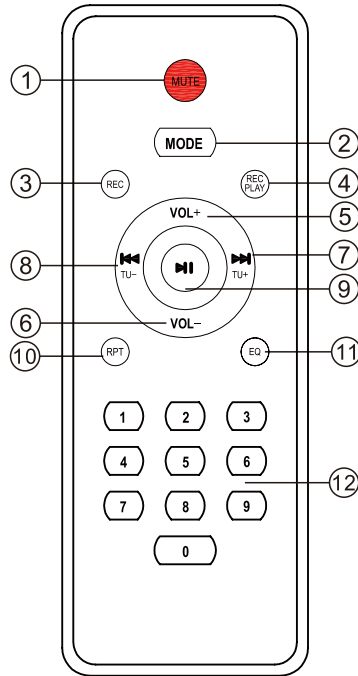 1
MUTE
MODE
2
3
REC
REC
PLAY
4
VOL+
5
8
TU−
TU+
7
9
6
VOL−
10
RPT
EQ
11
1 2 3
4 5 6
12
7 8 9
0